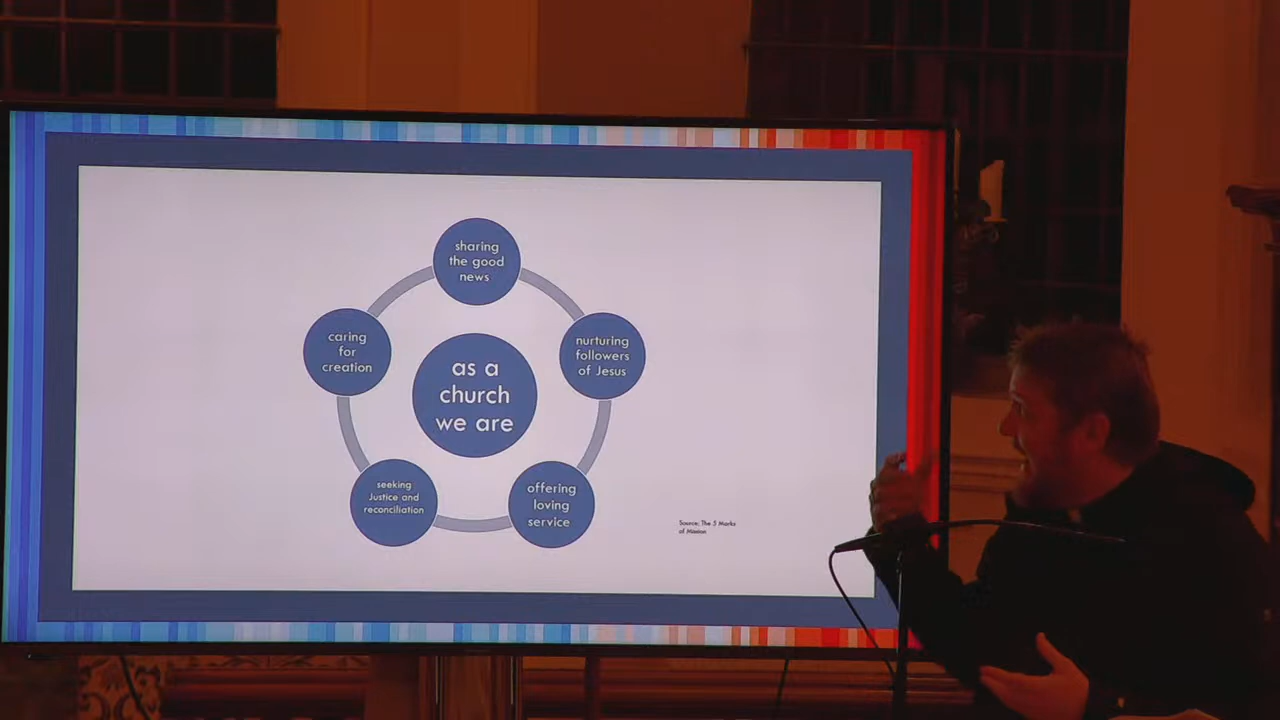 sharing
the good
news
nurturing
followers
of Jesus
offering
loving
service
seeking
Justice and
reconciliation
caring
for
creation
as a
church
we are
Source: The 5 Marks
of Mission